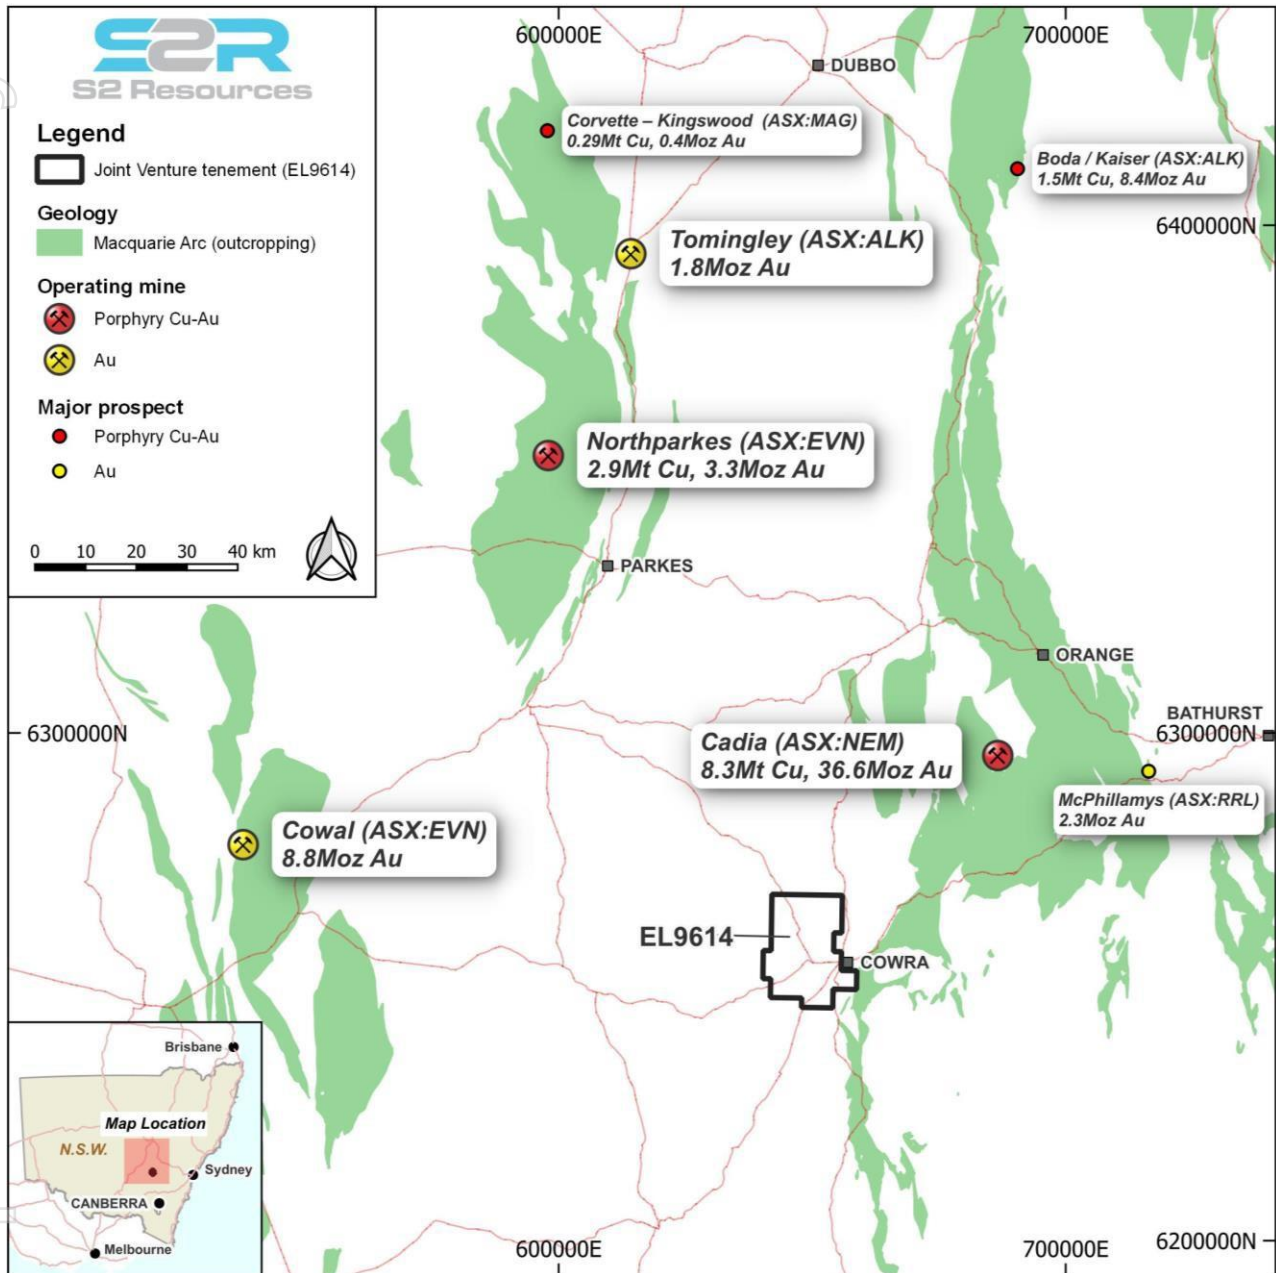 S2R
S2 Resources
Legend
Joint Venture tenement (EL9614)
Geology
Macquarie Arc (outcropping)
Operating mine
Porphyry Cu-Au
Au
Major prospect
Porphyry Cu-Au
Au
0 10 20 30 40 km
600000E
700000E
DUBBO
Corvette – Kingswood (ASX:MAG)
0.29Mt Cu, 0.4Moz Au
Boda / Kaiser (ASX:ALK)
1.5Mt Cu, 8.4Moz Au
6400000N
Tomingley (ASX:ALK)
1.8Moz Au
Northparkes (ASX:EVN)
2.9Mt Cu, 3.3Moz Au
PARKES
ORANGE
BATHURST
6300000N
6300000N
Cadia (ASX:NEM)
8.3Mt Cu, 36.6Moz Au
McPhillamys (ASX:RRL)
2.3Moz Au
Cowal (ASX:EVN)
8.8Moz Au
EL9614
COWRA
Brisbane
Map Location
N.S.W.
Sydney
CANBERRA
Melbourne
600000E
700000E
6200000N